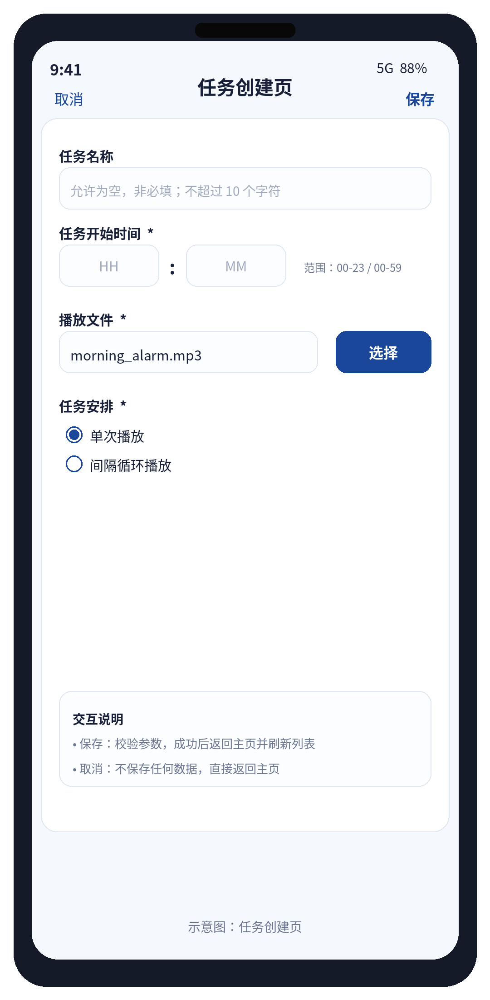 9:41
5G 88%
任务创建页
取消
保存
任务名称
允许为空，非必填；不超过 10 个字符
任务开始时间 *
HH
:
MM
范围：00-23 / 00-59
播放文件 *
morning_alarm.mp3
选择
任务安排 *
单次播放
间隔循环播放
交互说明
• 保存：校验参数，成功后返回主页并刷新列表
• 取消：不保存任何数据，直接返回主页
示意图：任务创建页